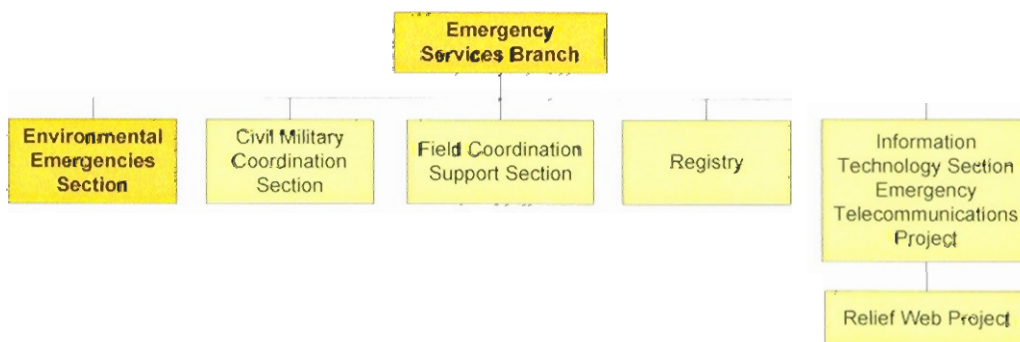 Emergency
Services Branch
Environmental
Emergencies
Section
Civil Military
Coordination
Section
Field Coordination
Support Section
Registry
Information
Technology Section
Emergency
Telecommunications
Project
Relief Web Project